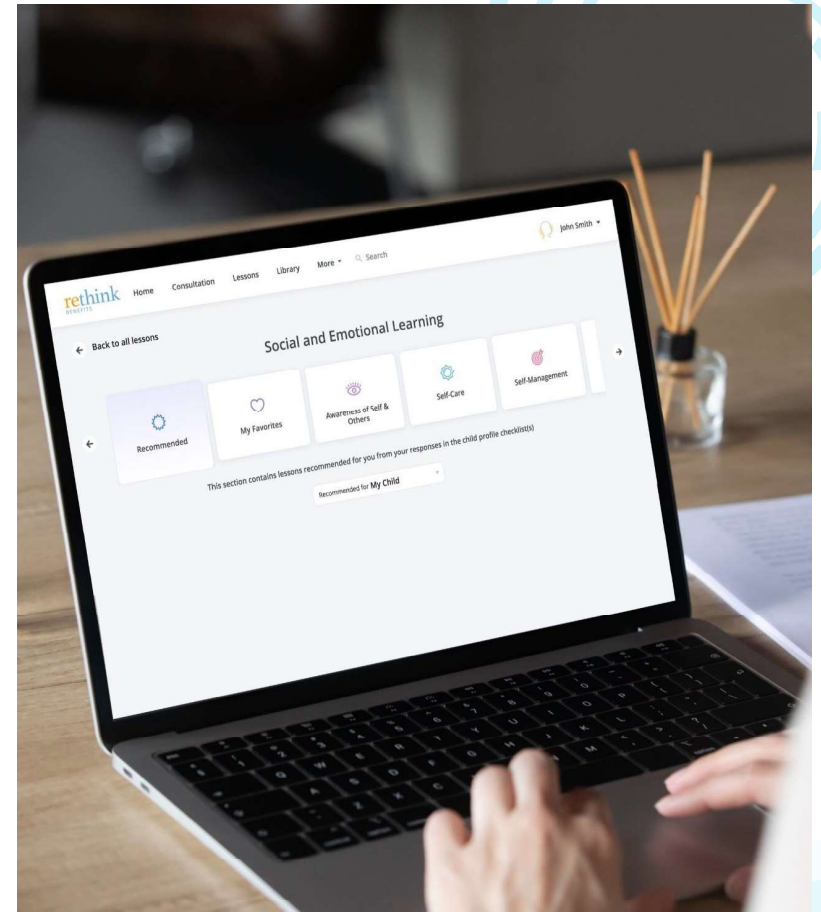 rethink
BENEFITS
Home Consultation Lessons Library More Search
John Smith
Back to all lessons
Social and Emotional Learning
Recommended
My Favorites
Awareness of Self &
Others
Self-Care
Self-Management
This section contains lessons recommended for you from your responses in the child profile checklist(s)
Recommended for My Child